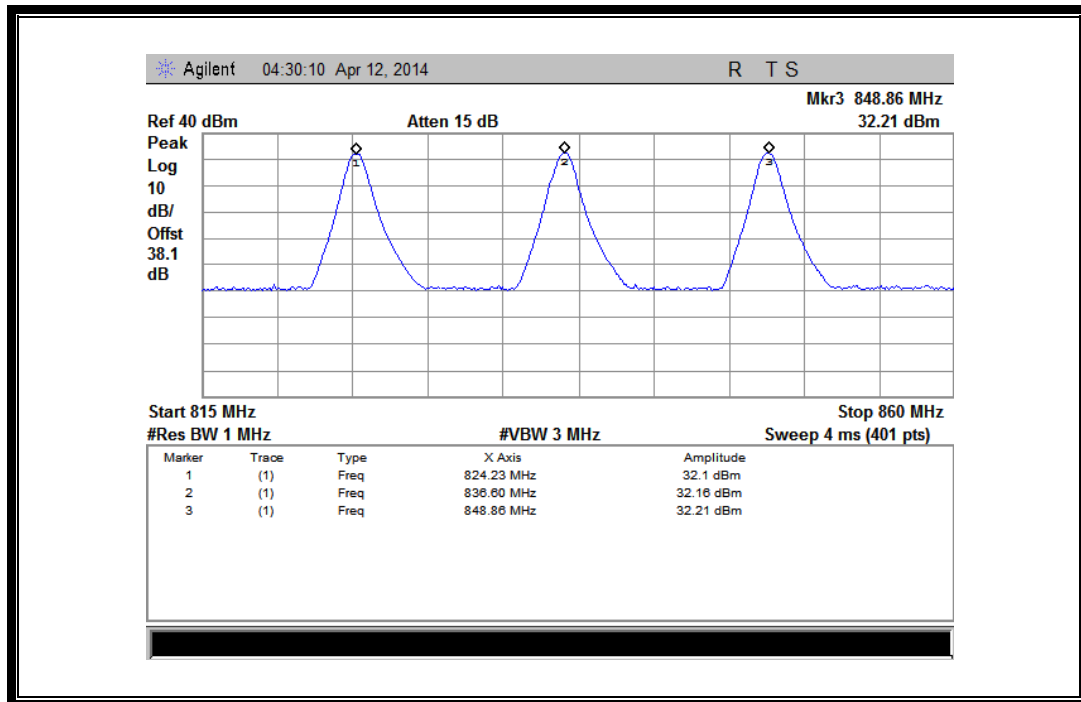 Agilent 04:30:10 Apr 12, 2014 R T S
Mkr3 848.86 MHz
Ref 40 dBm Atten 15 dB 32.21 dBm
Peak
Log
10
dB/
Offst
38.1
dB
1 2 3
Start 815 MHz Stop 860 MHz
#Res BW 1 MHz #VBW 3 MHz Sweep 4 ms (401 pts)
Marker Trace Type X Axis Amplitude
1 (1) Freq 824.23 MHz 32.1 dBm
2 (1) Freq 836.60 MHz 32.16 dBm
3 (1) Freq 848.86 MHz 32.21 dBm